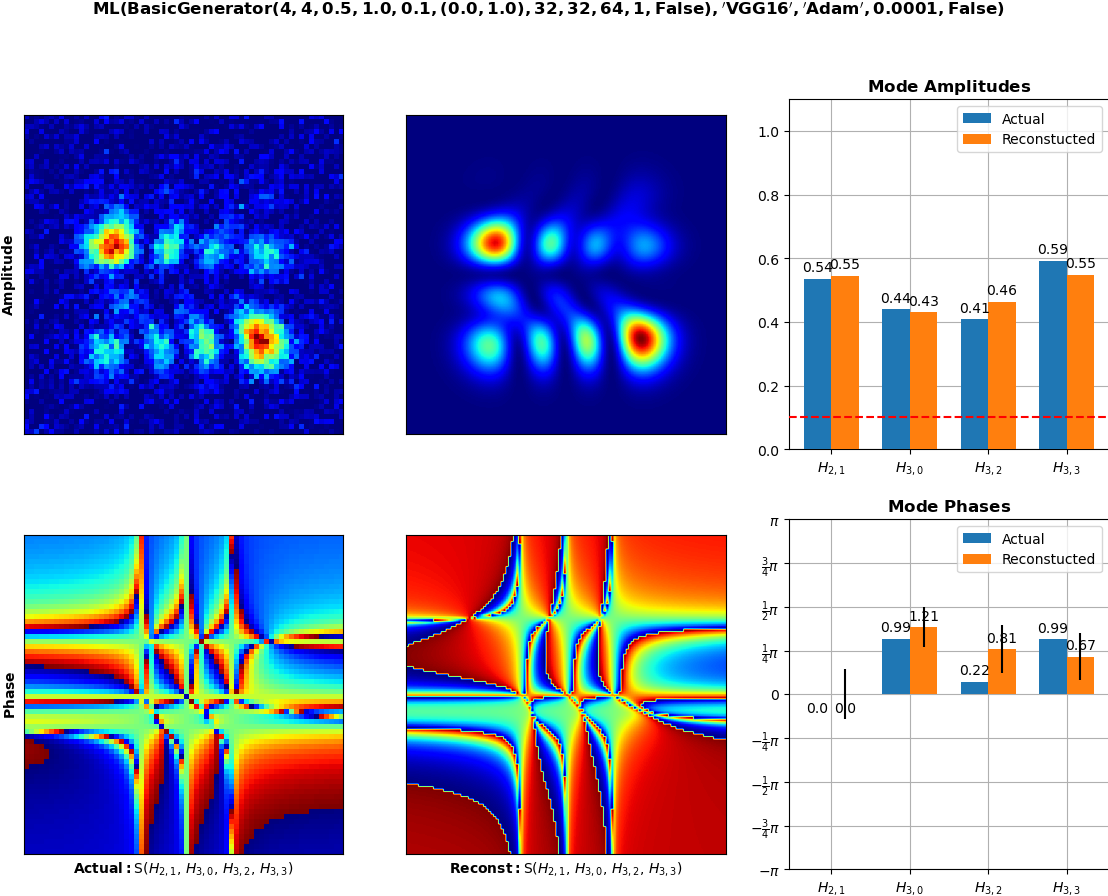 ML(BasicGenerator(4, 4, 0.5, 1.0, 0.1, (0.0, 1.0), 32, 32, 64, 1, False), ′VGG16′, ′Adam′, 0.0001, False)
Amplitude
Mode Amplitudes
Actual
Reconstucted
1.0
0.8
0.6
0.4
0.2
0.0
0.54 0.55
0.44 0.43
0.41 0.46
0.59 0.55
H2,1 H3,0 H3,2 H3,3
Phase
Actual: S(H2,1, H3,0, H3,2, H3,3)
Reconst: S(H2,1, H3,0, H3,2, H3,3)
Mode Phases
Actual
Reconstucted
π
3/4π
1/2π
1/4π
0
−1/4π
−1/2π
−3/4π
−π
0.0 0.0
0.99 1.21
0.22 0.81
0.99 0.67
H2,1 H3,0 H3,2 H3,3